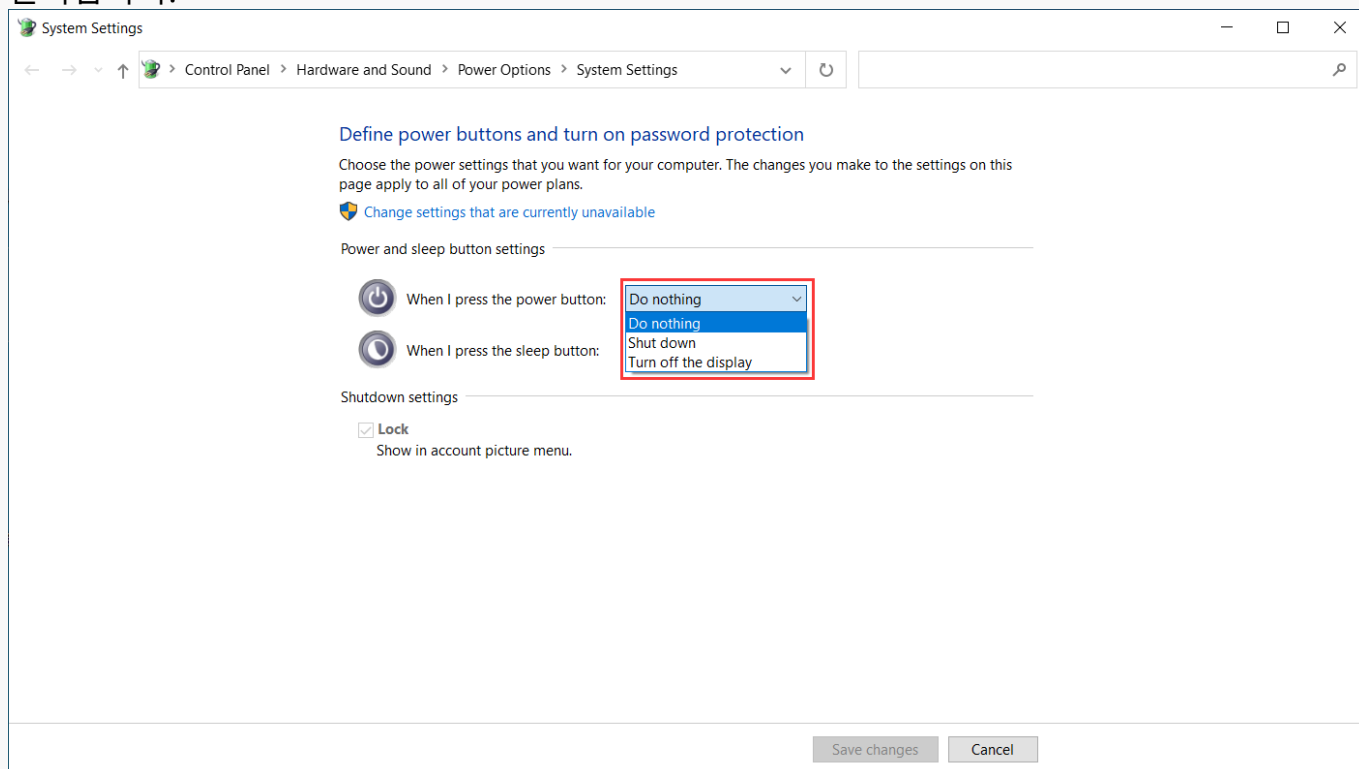 System Settings
Control Panel > Hardware and Sound > Power Options > System Settings
Define power buttons and turn on password protection
Choose the power settings that you want for your computer. The changes you make to the settings on this
page apply to all of your power plans.
Change settings that are currently unavailable
Power and sleep button settings
When I press the power button: Do nothing
Do nothing
Shut down
When I press the sleep button:
Turn off the display
Shutdown settings
Lock
Show in account picture menu.
Save changes Cancel